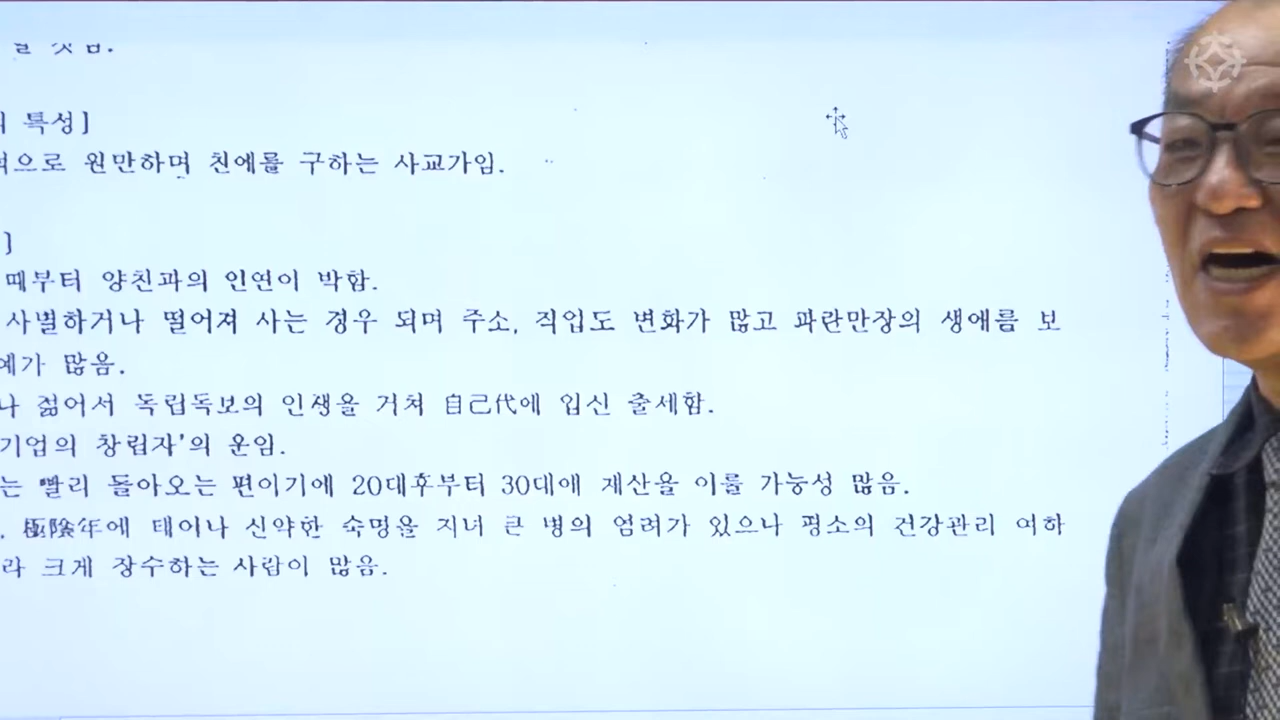 특성]
원만하며 친애를 구하는 사교가임.
]
때부터 양친과의 인연이 박함.
사별하거나 떨어져 사는 경우 되며 주소, 직업도 변화가 많고 파란만장의 생애를 보
예가 많음.
나 젊어서 독립독보의 인생을 거쳐 自己代에 입신 출세함.
기업의 창립자'의 운임.
는 빨리 돌아오는 편이기에 20대후부터 30대에 재산을 이룰 가능성 많음.
. 極陰年에 태어나 신약한 숙명을 지녀 큰 병의 염려가 있으나 평소의 건강관리 여하
라 크게 장수하는 사람이 많음.